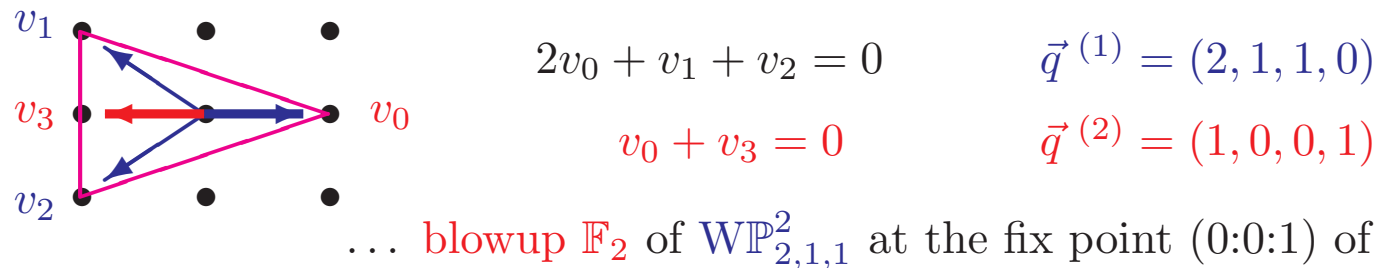 v₁
2v₀ + v₁ + v₂ = 0    q⃗ ⁽¹⁾ = (2, 1, 1, 0)
v₃    v₀
v₀ + v₃ = 0    q⃗ ⁽²⁾ = (1, 0, 0, 1)
v₂
... blowup 𝔽₂ of Wℙ²₂,₁,₁ at the fix point (0:0:1) of